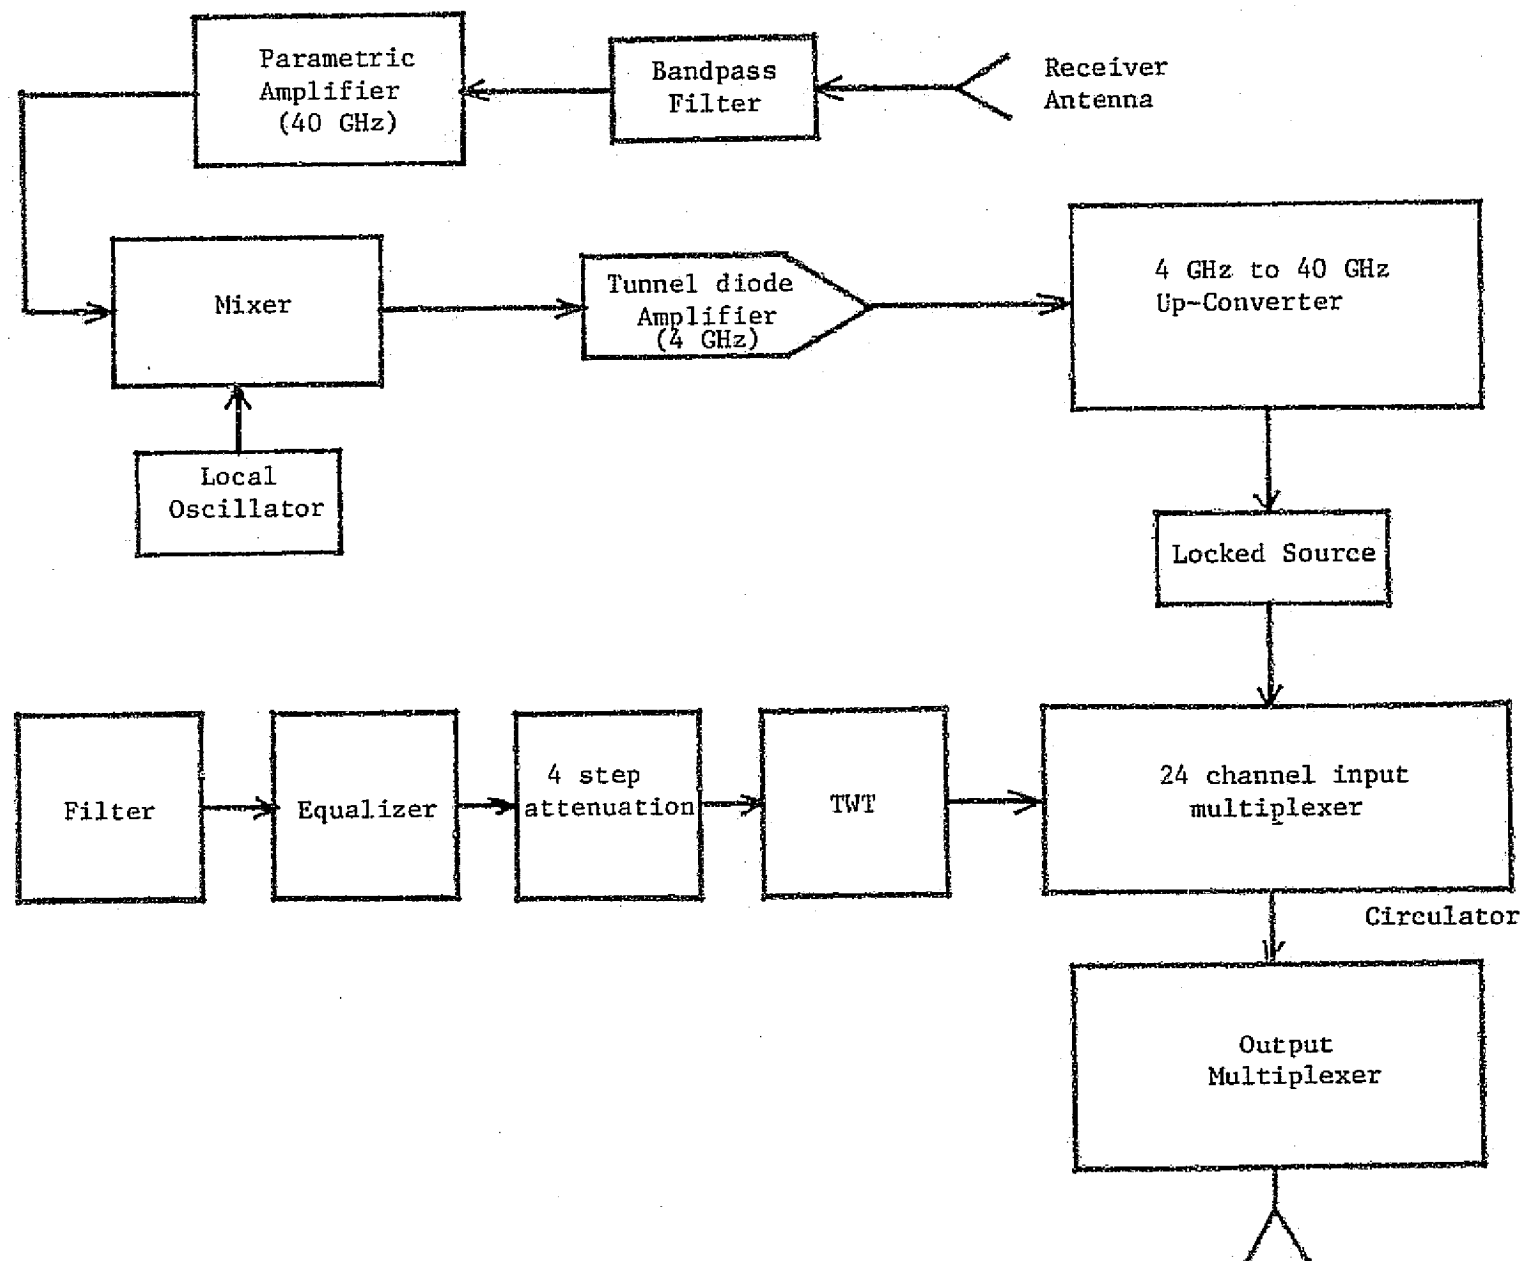 Parametric
Amplifier
(40 GHz)
Bandpass
Filter
Receiver
Antenna
Mixer
Tunnel diode
Amplifier
(4 GHz)
4 GHz to 40 GHz
Up-Converter
Local
Oscillator
Locked Source
Filter
Equalizer
4 step
attenuation
TWT
24 channel input
multiplexer
Circulator
Output
Multiplexer